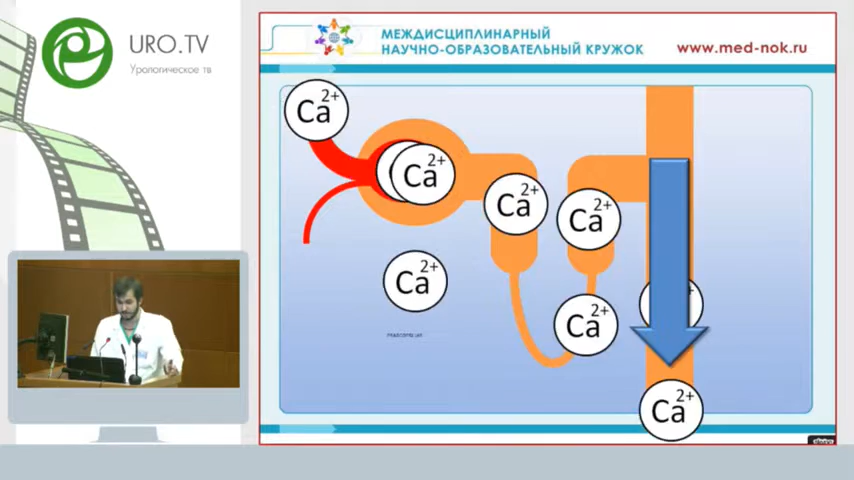 URO.TV
Урологическое тв
МЕЖДИСЦИПЛИНАРНЫЙ
НАУЧНО-ОБРАЗОВАТЕЛЬНЫЙ КРУЖОК
www.med-nok.ru
Ca2+
Ca2+
Ca2+
Ca2+
Ca2+
Ca2+
Ca2+